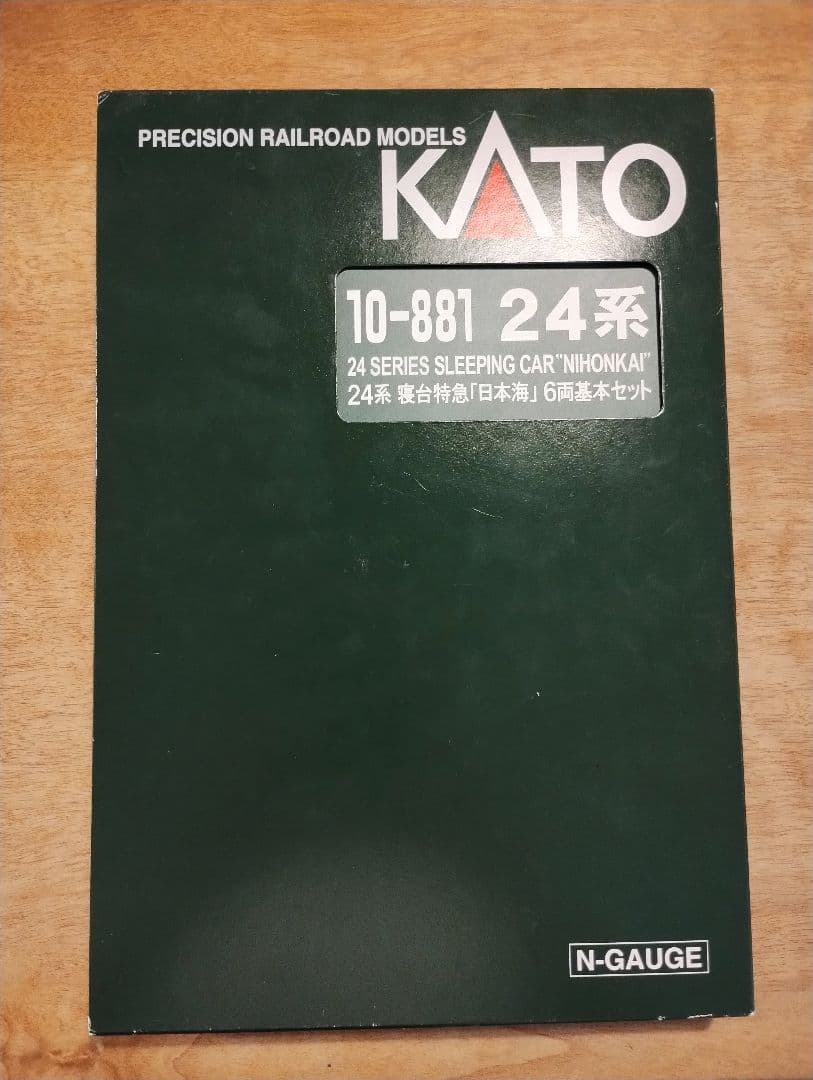 PRECISION RAILROAD MODELS
KATO
10-881 24系
24 SERIES SLEEPING CAR "NIHONKAI"
24系 寝台特急「日本海」 6両基本セット
N-GAUGE